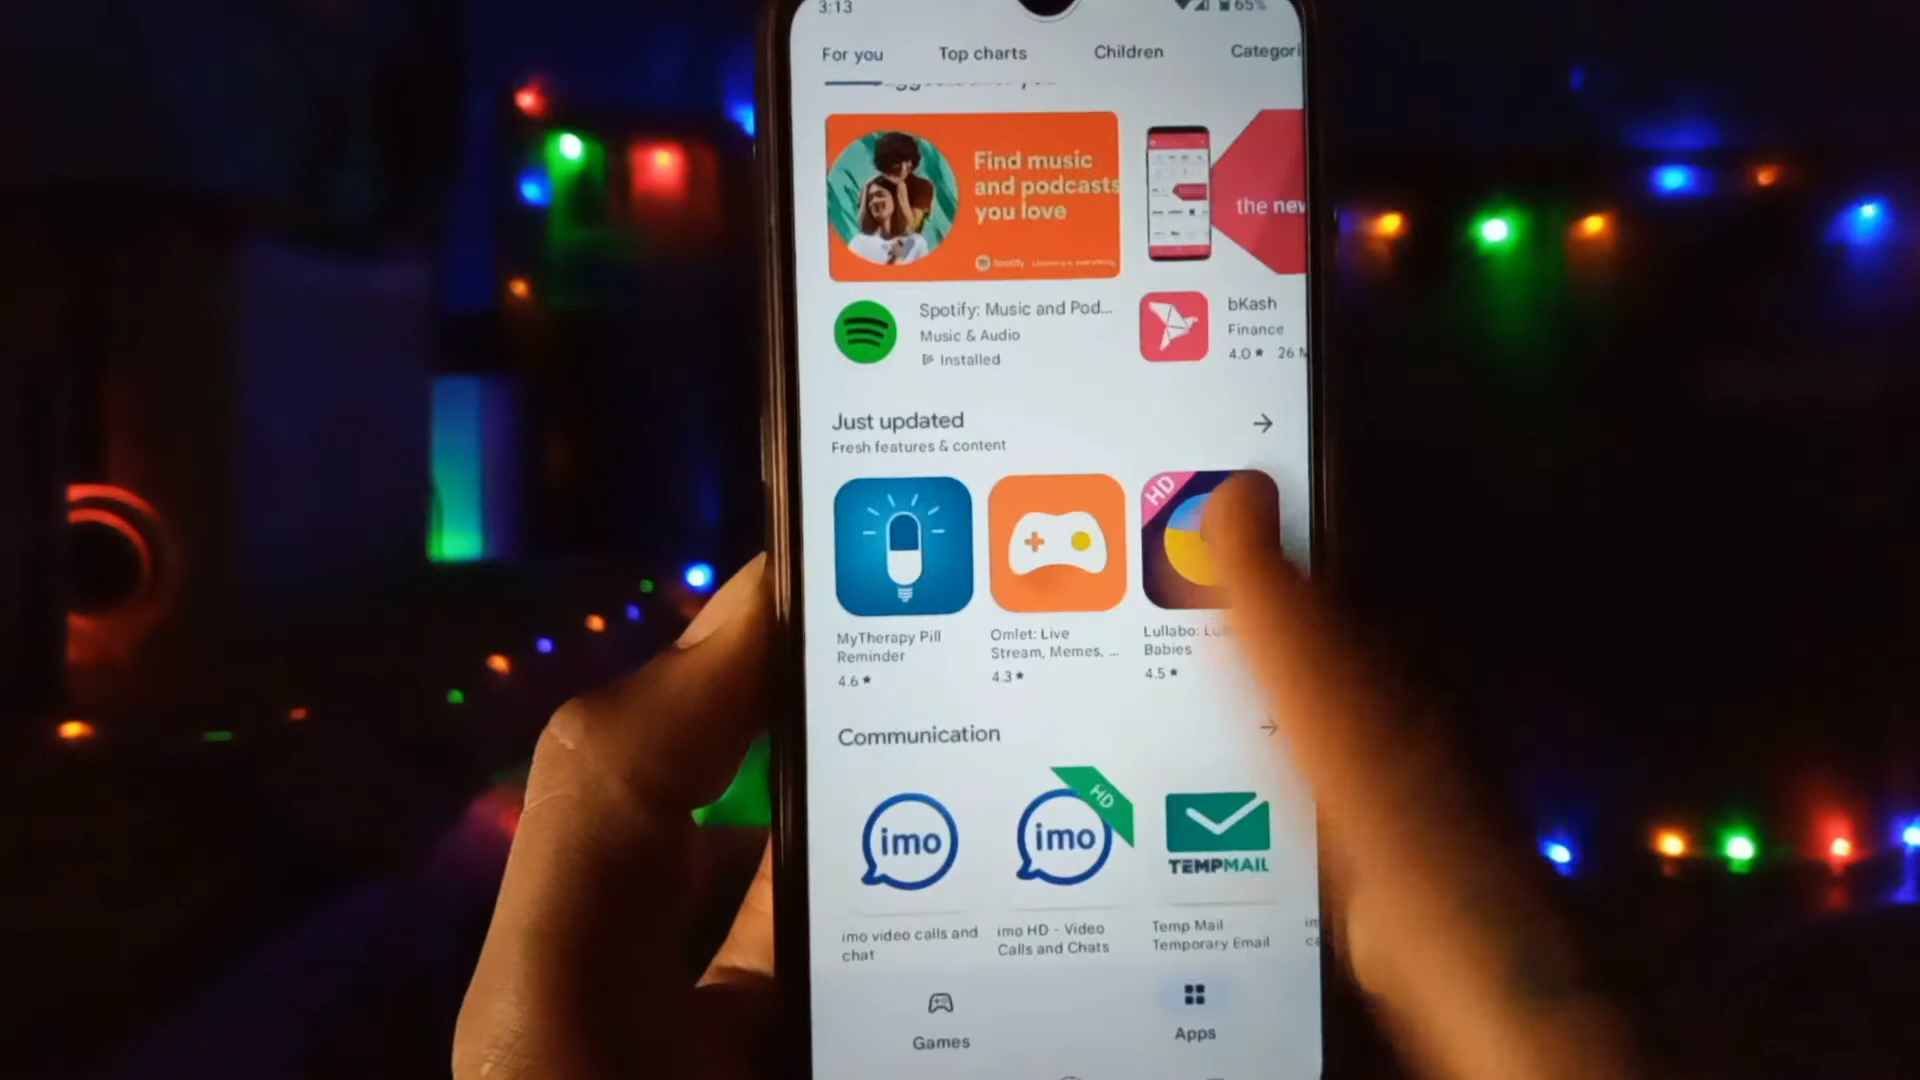 3:13
65%
For you
Top charts
Children
Categori
Find music
and podcasts
you love
Spotify
the new
Spotify: Music and Pod...
Music & Audio
Installed
bKash
Finance
4.0 ★ 26
Just updated
Fresh features & content
HD
MyTherapy Pill
Reminder
4.6 ★
Omlet: Live
Stream, Memes, ...
4.3 ★
Lullabo:
Babies
4.5 ★
Communication
imo
imo
HD
TEMPMAIL
imo video calls and
chat
imo HD - Video
Calls and Chats
Temp Mail
Temporary Email
Games
Apps